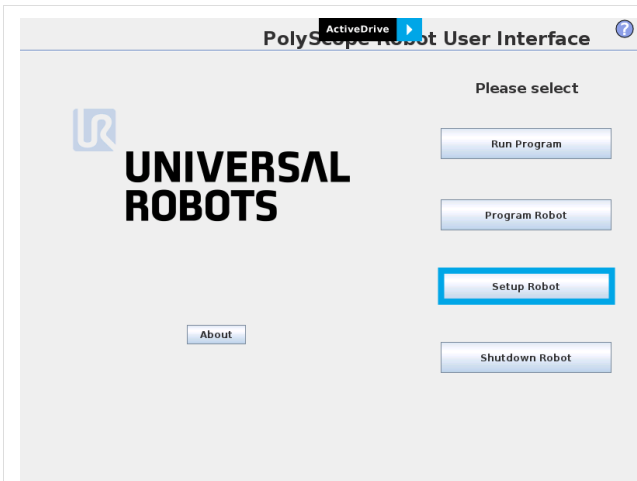 ActiveDrive
PolyScope Robot User Interface
?
Please select
UR
UNIVERSAL
ROBOTS
Run Program
Program Robot
Setup Robot
About
Shutdown Robot